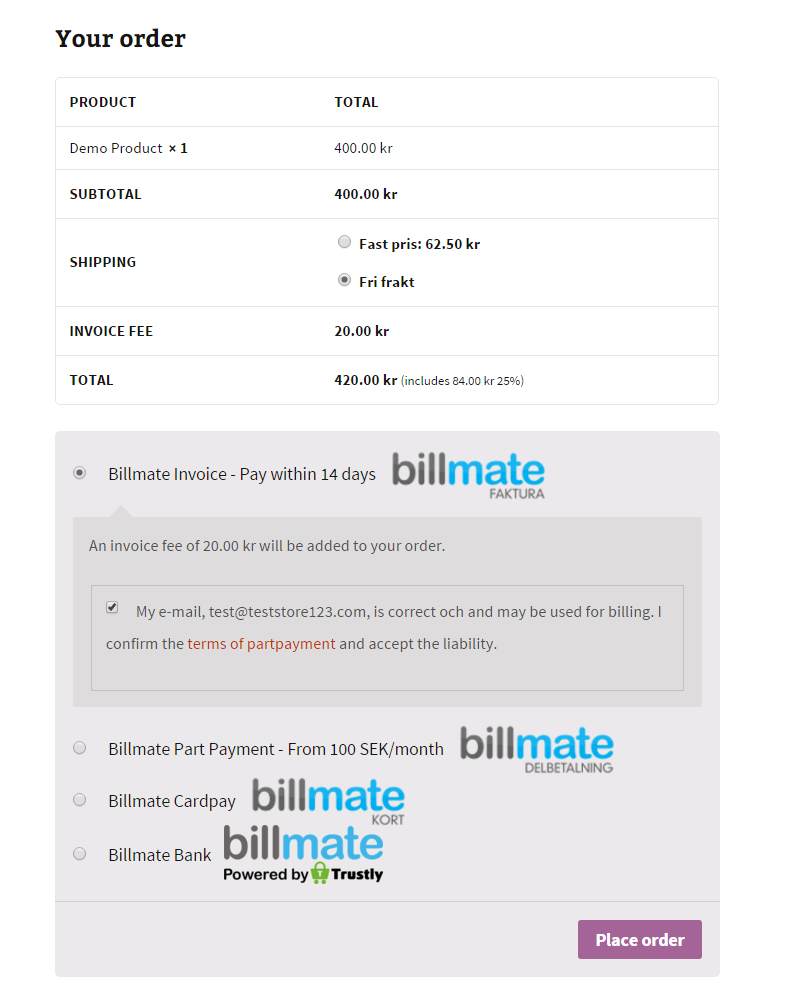 Your order
PRODUCT TOTAL
Demo Product × 1 400.00 kr
SUBTOTAL 400.00 kr
Fast pris: 62.50 kr
SHIPPING
Fri frakt
INVOICE FEE 20.00 kr
TOTAL 420.00 kr (includes 84.00 kr 25%)
Billmate Invoice - Pay within 14 days billmate
FAKTURA
An invoice fee of 20.00 kr will be added to your order.
My e-mail, test@teststore123.com, is correct och and may be used for billing. I
confirm the terms of partpayment and accept the liability.
Billmate Part Payment - From 100 SEK/month billmate
DELBETALNING
Billmate Cardpay billmate
KORT
Billmate Bank billmate
Powered by Trustly
Place order